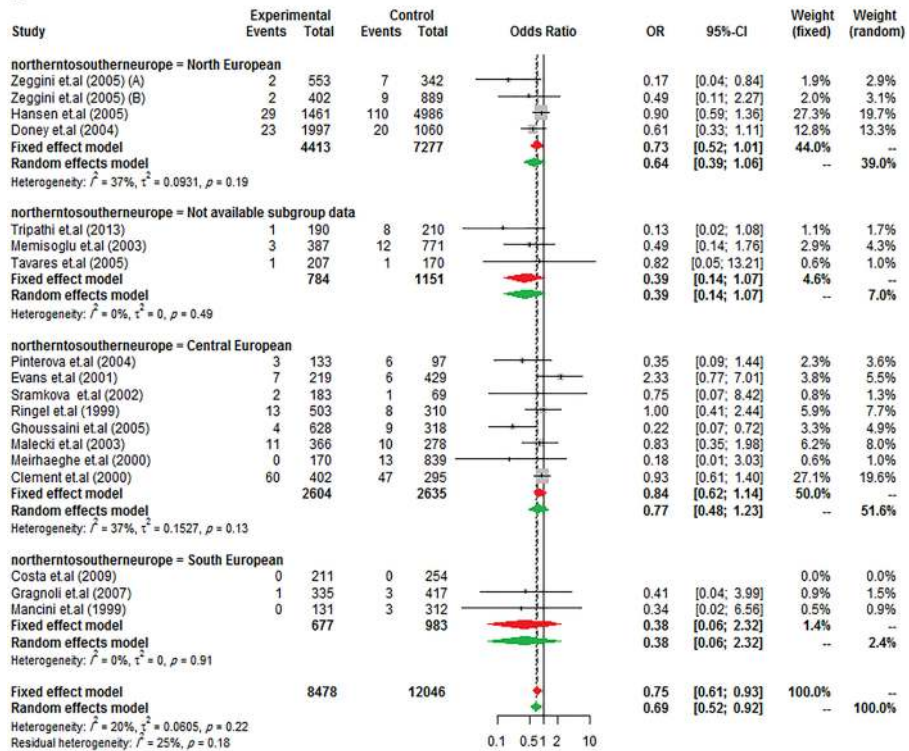 Experimental Control Weight Weight
Study Events Total Events Total Odds Ratio OR 95%-CI (fixed) (random)
northerntosoutherneurope = North European
Zeggini et.al (2005) (A) 2 553 7 342 0.17 [0.04; 0.84] 1.9% 2.9%
Zeggini et.al (2005) (B) 2 402 9 889 0.49 [0.11; 2.27] 2.0% 3.1%
Hansen et.al (2005) 29 1461 110 4986 0.90 [0.59; 1.36] 27.3% 19.7%
Doney et.al (2004) 23 1997 20 1060 0.61 [0.33; 1.11] 12.8% 13.3%
Fixed effect model 4413 7277 0.73 [0.52; 1.01] 44.0% --
Random effects model 0.64 [0.39; 1.06] -- 39.0%
Heterogeneity: I² = 37%, τ² = 0.0931, p = 0.19
northerntosoutherneurope = Not available subgroup data
Tripathi et.al (2013) 1 190 8 210 0.13 [0.02; 1.08] 1.1% 1.7%
Memisoglu et.al (2003) 3 387 12 771 0.49 [0.14; 1.76] 2.9% 4.3%
Tavares et.al (2005) 1 207 1 170 0.82 [0.05; 13.21] 0.6% 1.0%
Fixed effect model 784 1151 0.39 [0.14; 1.07] 4.6% --
Random effects model 0.39 [0.14; 1.07] -- 7.0%
Heterogeneity: I² = 0%, τ² = 0, p = 0.49
northerntosoutherneurope = Central European
Pinterova et.al (2004) 3 133 6 97 0.35 [0.09; 1.44] 2.3% 3.6%
Evans et.al (2001) 7 219 6 429 2.33 [0.77; 7.01] 3.8% 5.5%
Sramkova et.al (2002) 2 183 1 69 0.75 [0.07; 8.42] 0.8% 1.3%
Ringel et.al (1999) 13 503 8 310 1.00 [0.41; 2.44] 5.9% 7.7%
Ghoussaini et.al (2005) 4 628 9 318 0.22 [0.07; 0.72] 3.3% 4.9%
Malecki et.al (2003) 11 366 10 278 0.83 [0.35; 1.98] 6.2% 8.0%
Meirhaeghe et.al (2000) 0 170 13 839 0.18 [0.01; 3.03] 0.6% 1.0%
Clement et.al (2000) 60 402 47 295 0.93 [0.61; 1.40] 27.1% 19.6%
Fixed effect model 2604 2635 0.84 [0.62; 1.14] 50.0% --
Random effects model 0.77 [0.48; 1.23] -- 51.6%
Heterogeneity: I² = 37%, τ² = 0.1527, p = 0.13
northerntosoutherneurope = South European
Costa et.al (2009) 0 211 0 254 0.0% 0.0%
Gragnoli et.al (2007) 1 335 3 417 0.41 [0.04; 3.99] 0.9% 1.5%
Mancini et.al (1999) 0 131 3 312 0.34 [0.02; 6.56] 0.5% 0.9%
Fixed effect model 677 983 0.38 [0.06; 2.32] 1.4% --
Random effects model 0.38 [0.06; 2.32] -- 2.4%
Heterogeneity: I² = 0%, τ² = 0, p = 0.91
Fixed effect model 8478 12046 0.75 [0.61; 0.93] 100.0% --
Random effects model 0.69 [0.52; 0.92] -- 100.0%
Heterogeneity: I² = 20%, τ² = 0.0605, p = 0.22
Residual heterogeneity: I² = 25%, p = 0.18
0.1 0.5 1 2 10